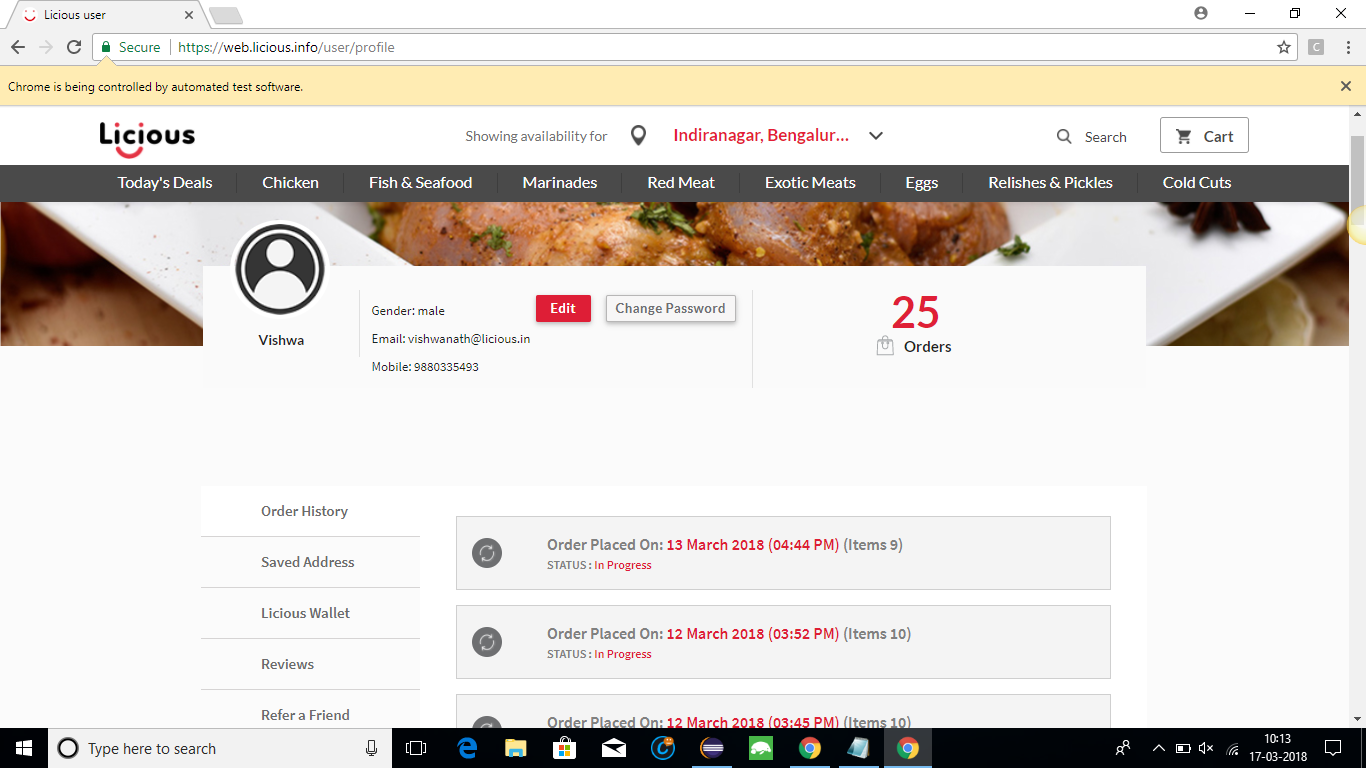 Licious user
Secure https://web.licious.info/user/profile
C
Chrome is being controlled by automated test software.
Licious
Showing availability for Indiranagar, Bengalur... Search Cart
Today's Deals Chicken Fish & Seafood Marinades Red Meat Exotic Meats Eggs Relishes & Pickles Cold Cuts
Vishwa
Gender: male
Edit
Change Password
Email: vishwanath@licious.in
Mobile: 9880335493
25
Orders
Order History
Saved Address
Licious Wallet
Reviews
Refer a Friend
Order Placed On: 13 March 2018 (04:44 PM) (Items 9)
STATUS : In Progress
Order Placed On: 12 March 2018 (03:52 PM) (Items 10)
STATUS : In Progress
Order Placed On: 12 March 2018 (03:45 PM) (Items 10)
Type here to search
10:13
17-03-2018